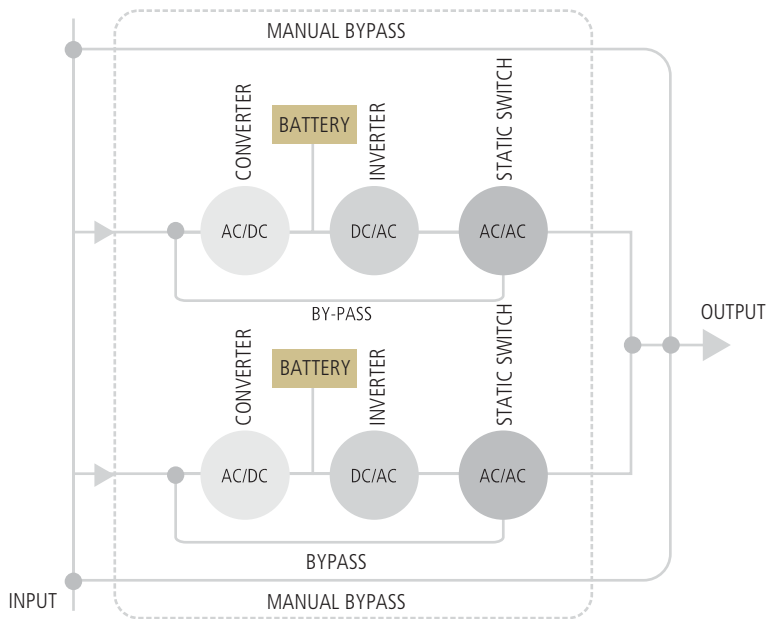 MANUAL BYPASS
CONVERTER
BATTERY
INVERTER
STATIC SWITCH
AC/DC
DC/AC
AC/AC
BY-PASS
OUTPUT
CONVERTER
BATTERY
INVERTER
STATIC SWITCH
AC/DC
DC/AC
AC/AC
BYPASS
INPUT
MANUAL BYPASS